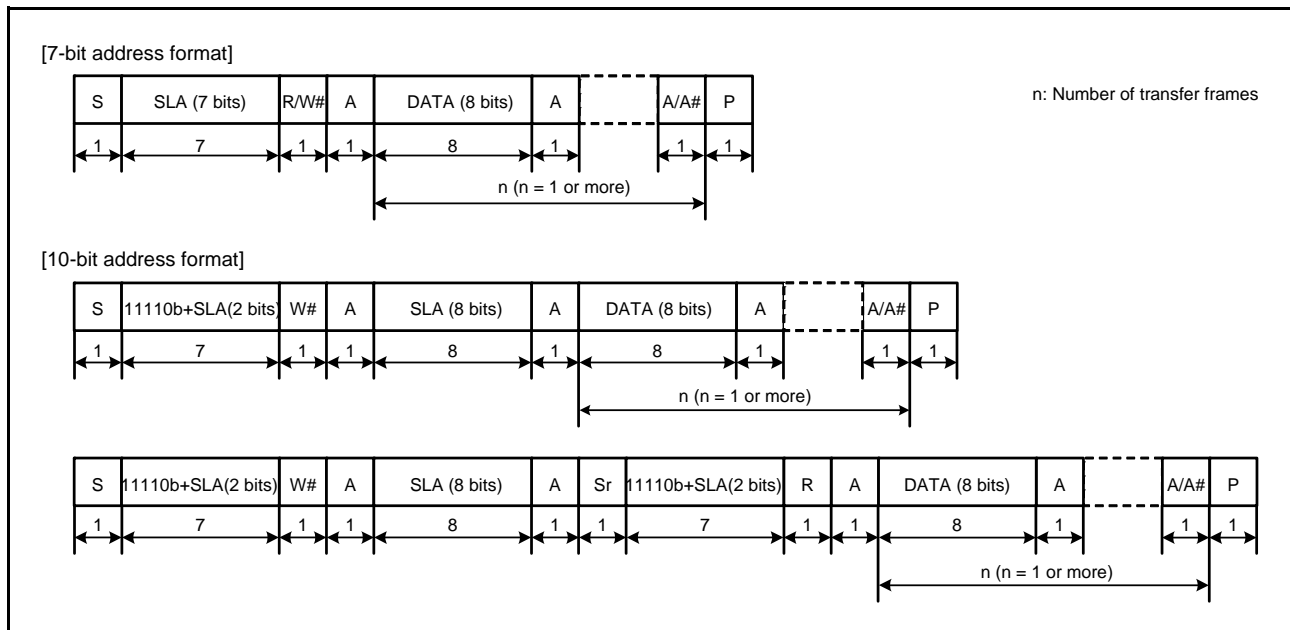 [7-bit address format]
n: Number of transfer frames
S SLA (7 bits) R/W# A DATA (8 bits) A A/A# P
1 7 1 1 8 1 1 1
n (n = 1 or more)
[10-bit address format]
S 11110b+SLA(2 bits) W# A SLA (8 bits) A DATA (8 bits) A A/A# P
1 7 1 1 8 1 8 1 1 1
n (n = 1 or more)
S 11110b+SLA(2 bits) W# A SLA (8 bits) A Sr 11110b+SLA(2 bits) R A DATA (8 bits) A A/A# P
1 7 1 1 8 1 1 7 1 1 8 1 1 1
n (n = 1 or more)